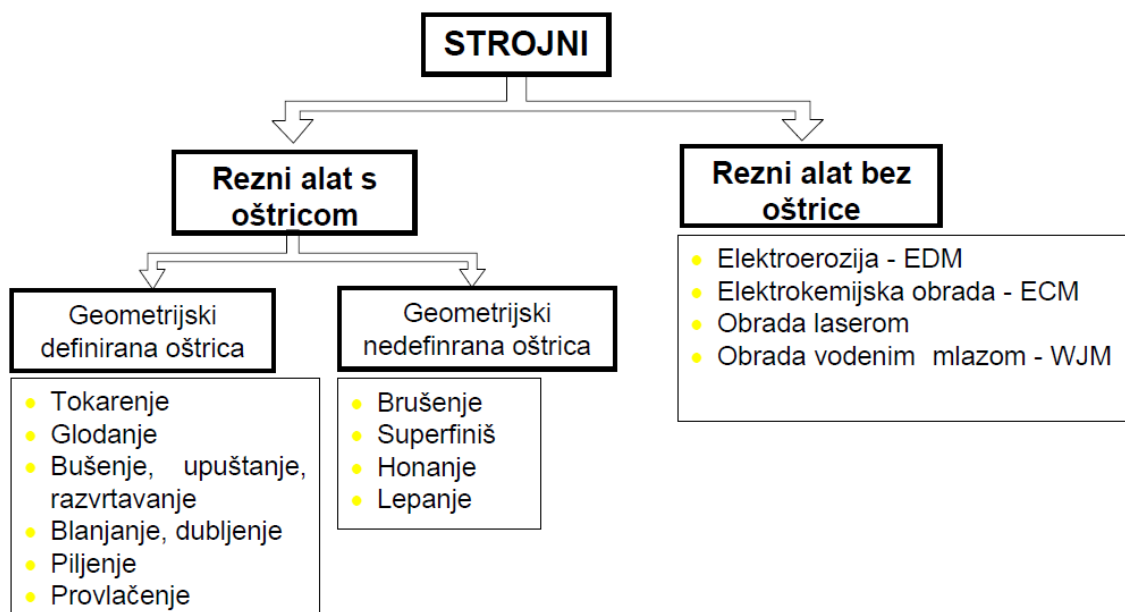 STROJNI
Rezni alat s
oštricom
Rezni alat bez
oštrice
Elektroerozija - EDM
Elektrokemijska obrada - ECM
Obrada laserom
Obrada vodenim mlazom - WJM
Geometrijski
definirana oštrica
Geometrijski
nedefinrana oštrica
Tokarenje
Glodanje
Bušenje, upuštanje,
razvrtavanje
Blanjanje, dubljenje
Piljenje
Provlačenje
Brušenje
Superfiniš
Honanje
Lepanje